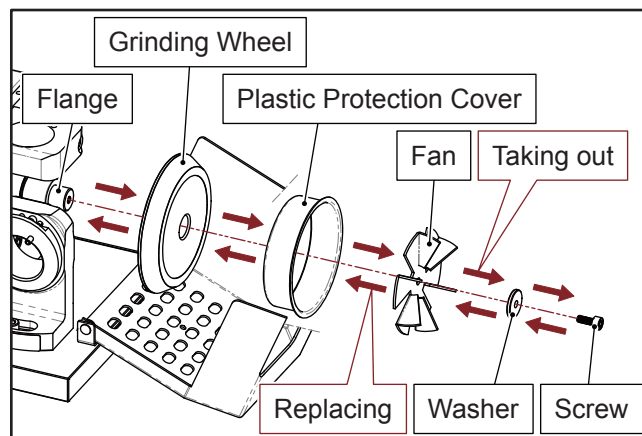 Grinding Wheel
Flange
Plastic Protection Cover
Fan
Taking out
Replacing
Washer
Screw